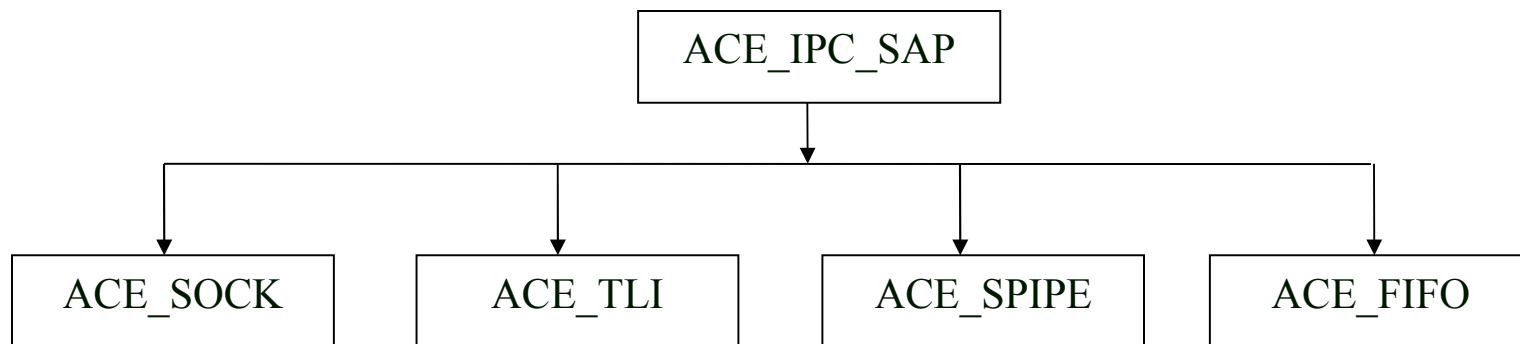 ACE_IPC_SAP
ACE_SOCK
ACE_TLI
ACE_SPIPE
ACE_FIFO